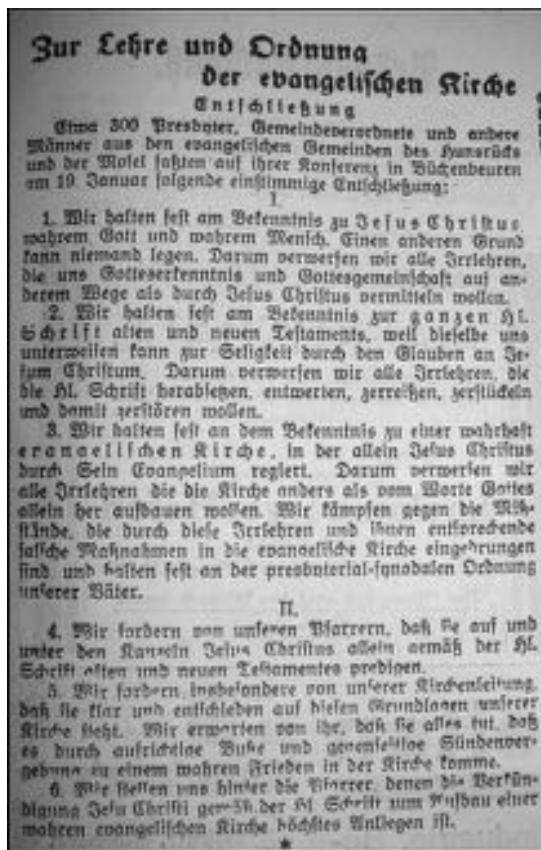 Zur Lehre und Ordnung
der evangelischen Kirche
Entschließung
Etwa 300 Presbyter, Gemeindeverordnete und andere
Männer aus den evangelischen Gemeinden des Hunsrücks
und der Mosel faßten auf ihrer Konferenz in Büchenbeuren
am 19. Januar folgende einstimmige Entschließung:
I.
1. Wir halten fest am Bekenntnis zu Jesus Christus
wahrem Gott und wahrem Mensch. Einen anderen Grund
kann niemand legen. Darum verwerfen wir alle Irrlehren,
die uns Gotteserkenntnis und Gottesgemeinschaft auf an-
derem Wege als durch Jesus Christus vermitteln wollen.
2. Wir halten fest am Bekenntnis zur ganzen Hl.
Schrift alten und neuen Testaments, weil dieselbe uns
unterweisen kann zur Seligkeit durch den Glauben an Je-
sum Christum. Darum verwerfen wir alle Irrlehren, die
die Hl. Schrift herabsetzen, entwerten, zerreißen, zerstückeln
und damit zerstören wollen.
3. Wir halten fest an dem Bekenntnis zu einer wahrhaft
evangelischen Kirche, in der allein Jesus Christus
durch Sein Evangelium regiert. Darum verwerfen wir
alle Irrlehren die die Kirche anders als vom Worte Gottes
allein her aufbauen wollen. Wir kämpfen gegen die Miß-
stände, die durch diese Irrlehren und ihnen entsprechende
falsche Maßnahmen in die evangelische Kirche eingedrungen
sind, und halten fest an der presbyterial-synodalen Ordnung
unserer Väter.
II.
4. Wir fordern von unseren Pfarrern, daß sie auf und
unter den Kanzeln Jesus Christus allein gemäß der Hl.
Schrift alten und neuen Testamentes predigen.
5. Wir fordern insbesondere von unserer Kirchenleitung,
daß sie klar und entschieden auf diesen Grundlagen unserer
Kirche steht. Wir erwarten von ihr, daß sie alles tut, daß
es durch aufrichtige Buße und gegenseitige Sündenver-
gebung zu einem wahren Frieden in der Kirche komme.
6. Wir stellen uns hinter die Pfarrer, denen die Verkün-
digung Jesu Christi gemäß der Hl. Schrift zum Aufbau einer
wahren evangelischen Kirche höchstes Anliegen ist.